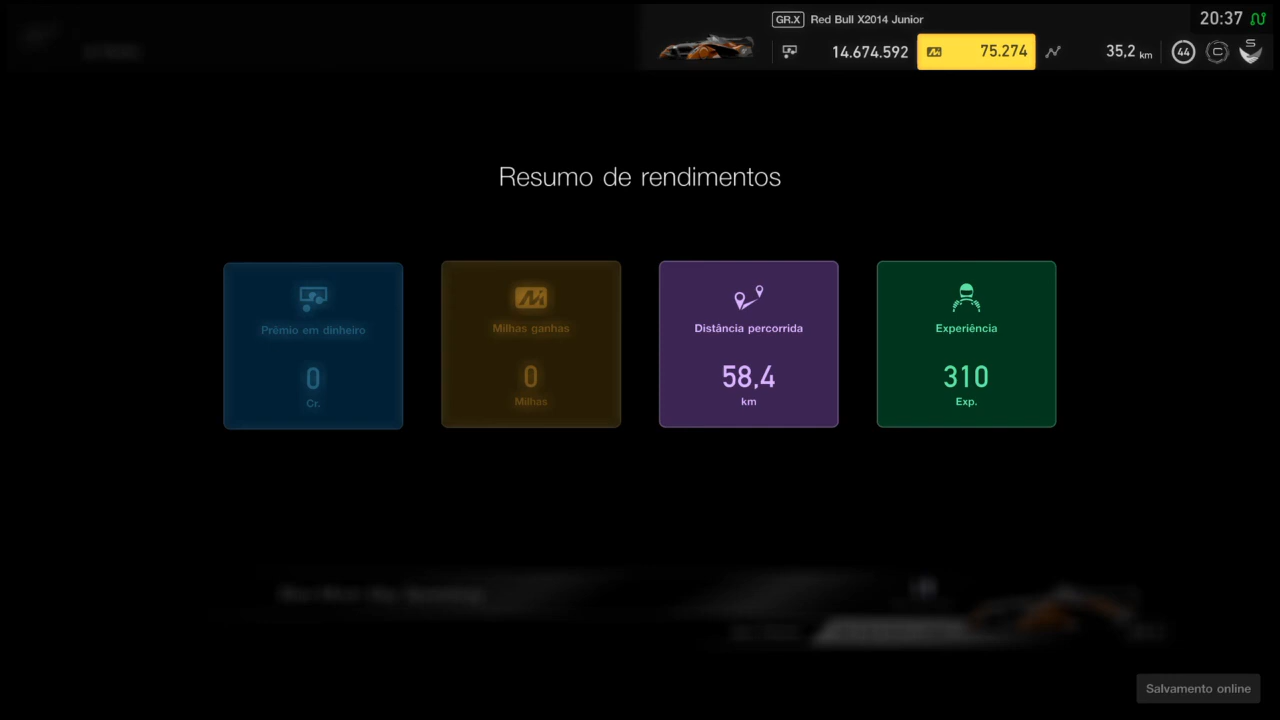 GR.X Red Bull X2014 Junior
20:37
14.674.592
75.274
35,2 km
44
C
S
Resumo de rendimentos
Prêmio em dinheiro
0
Cr.
Milhas ganhas
0
Milhas
Distância percorrida
58,4
km
Experiência
310
Exp.
Salvamento online